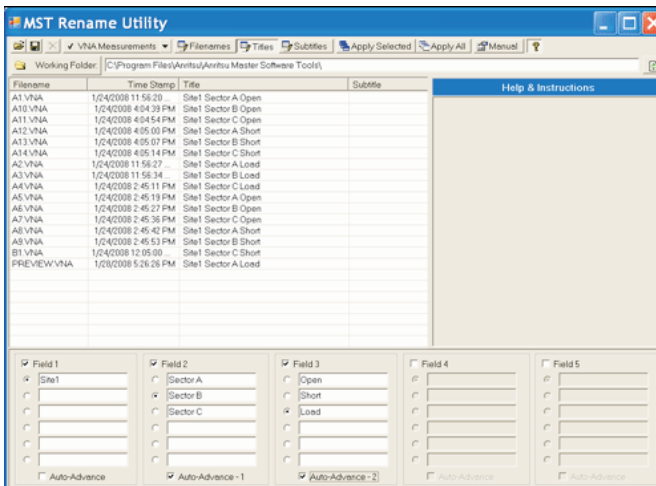 MST Rename Utility
VNA Measurements Filenames Titles Subtitles Apply Selected Apply All Manual ?
Working Folder: C:\Program Files\Anritsu\Anritsu Master Software Tools\
Filename Time Stamp Title Subtitle Help & Instructions
A1.VNA 1/24/2008 11:56:20 ... Site1 Sector A Open
A10.VNA 1/24/2008 4:04:39 PM Site1 Sector B Open
A11.VNA 1/24/2008 4:04:54 PM Site1 Sector C Open
A12.VNA 1/24/2008 4:05:00 PM Site1 Sector A Short
A13.VNA 1/24/2008 4:05:07 PM Site1 Sector B Short
A14.VNA 1/24/2008 4:05:14 PM Site1 Sector C Short
A2.VNA 1/24/2008 11:56:27 ... Site1 Sector A Load
A3.VNA 1/24/2008 11:56:34 ... Site1 Sector B Load
A4.VNA 1/24/2008 2:45:11 PM Site1 Sector C Load
A5.VNA 1/24/2008 2:45:19 PM Site1 Sector A Open
A6.VNA 1/24/2008 2:45:27 PM Site1 Sector B Open
A7.VNA 1/24/2008 2:45:36 PM Site1 Sector C Open
A8.VNA 1/24/2008 2:45:42 PM Site1 Sector A Short
A9.VNA 1/24/2008 2:45:53 PM Site1 Sector B Short
B1.VNA 1/24/2008 12:05:00 ... Site1 Sector C Short
PREVIEW.VNA 1/28/2008 5:26:26 PM Site1 Sector A Load
Field 1 Field 2 Field 3 Field 4 Field 5
Site1 Sector A Open
Sector B Short
Sector C Load
Auto-Advance Auto-Advance - 1 Auto-Advance - 2 Auto-Advance Auto-Advance